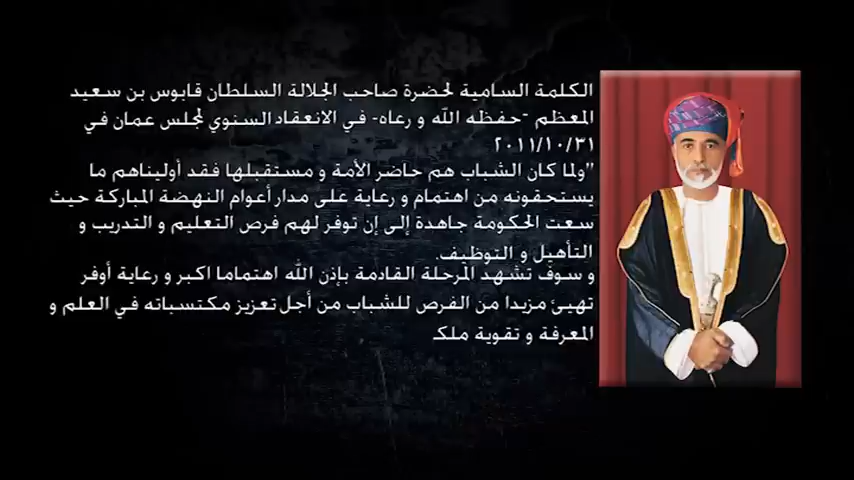 الكلمة السامية لحضرة صاحب الجلالة السلطان قابوس بن سعيد
المعظم -حفظه الله و رعاه- في الانعقاد السنوي لمجلس عمان في
٢٠١١/١٠/٣١
"ولما كان الشباب هم حاضر الأمة و مستقبلها فقد أوليناهم ما
يستحقونه من اهتمام و رعاية على مدار أعوام النهضة المباركة حيث
سعت الحكومة جاهدة إلى إن توفر لهم فرص التعليم و التدريب و
التأهيل و التوظيف.
و سوف تشهد المرحلة القادمة بإذن الله اهتماما اكبر و رعاية أوفر
تهيئ مزيدا من الفرص للشباب من أجل تعزيز مكتسباته في العلم و
المعرفة و تقوية ملكـ